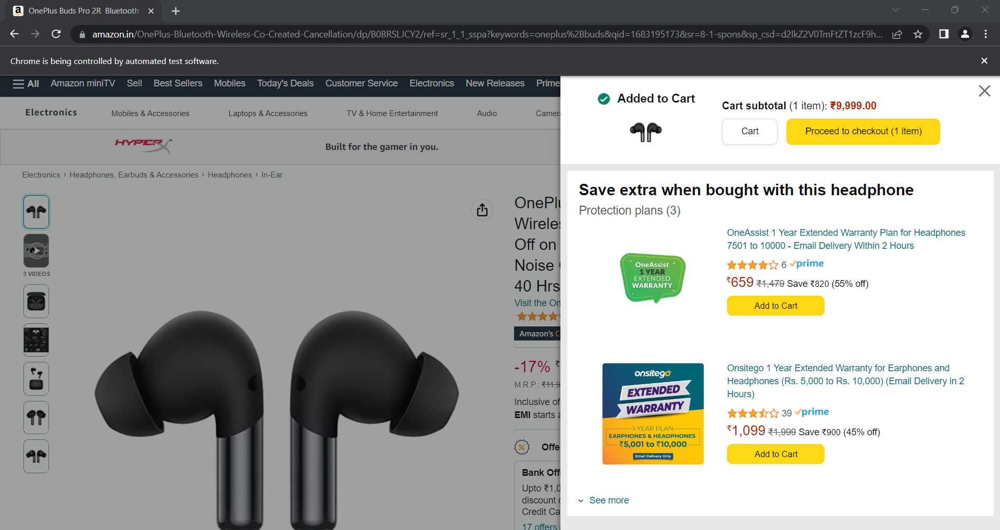 OnePlus Buds Pro 2R Bluetooth
amazon.in/OnePlus-Bluetooth-Wireless-Co-Created-Cancellation/dp/B0BRSLJCY2/ref=sr_1_1_sspa?keywords=oneplus%2Bbuds&qid=1683195173&sr=8-1-spons&sp_csd=d2lkZ2V0TmFtZT1zcF9h...
Chrome is being controlled by automated test software.
All Amazon miniTV Sell Best Sellers Mobiles Today's Deals Customer Service Electronics New Releases Prime
Electronics Mobiles & Accessories Laptops & Accessories TV & Home Entertainment Audio Camer
HYPERX Built for the gamer in you.
Electronics › Headphones, Earbuds & Accessories › Headphones › In-Ear
3 VIDEOS
OnePlu
Wireles
Off on
Noise
40 Hrs
Visit the On
Amazon's C
-17% ₹
M.R.P.: ₹11,9
Inclusive of
EMI starts a
Offe
Bank Off
Upto ₹1,0
discount
Credit Ca
17 offers
Added to Cart
Cart subtotal (1 item): ₹9,999.00
Cart
Proceed to checkout (1 item)
Save extra when bought with this headphone
Protection plans (3)
OneAssist
1 YEAR
EXTENDED
WARRANTY
OneAssist 1 Year Extended Warranty Plan for Headphones
7501 to 10000 - Email Delivery Within 2 Hours
6 prime
₹659 ₹1,479 Save ₹820 (55% off)
Add to Cart
onsitego
EXTENDED
WARRANTY
1-YEAR PLAN
EARPHONES & HEADPHONES
₹5,001 to ₹10,000
Email Delivery Only
Onsitego 1 Year Extended Warranty for Earphones and
Headphones (Rs. 5,000 to Rs. 10,000) (Email Delivery in 2
Hours)
39 prime
₹1,099 ₹1,999 Save ₹900 (45% off)
Add to Cart
See more